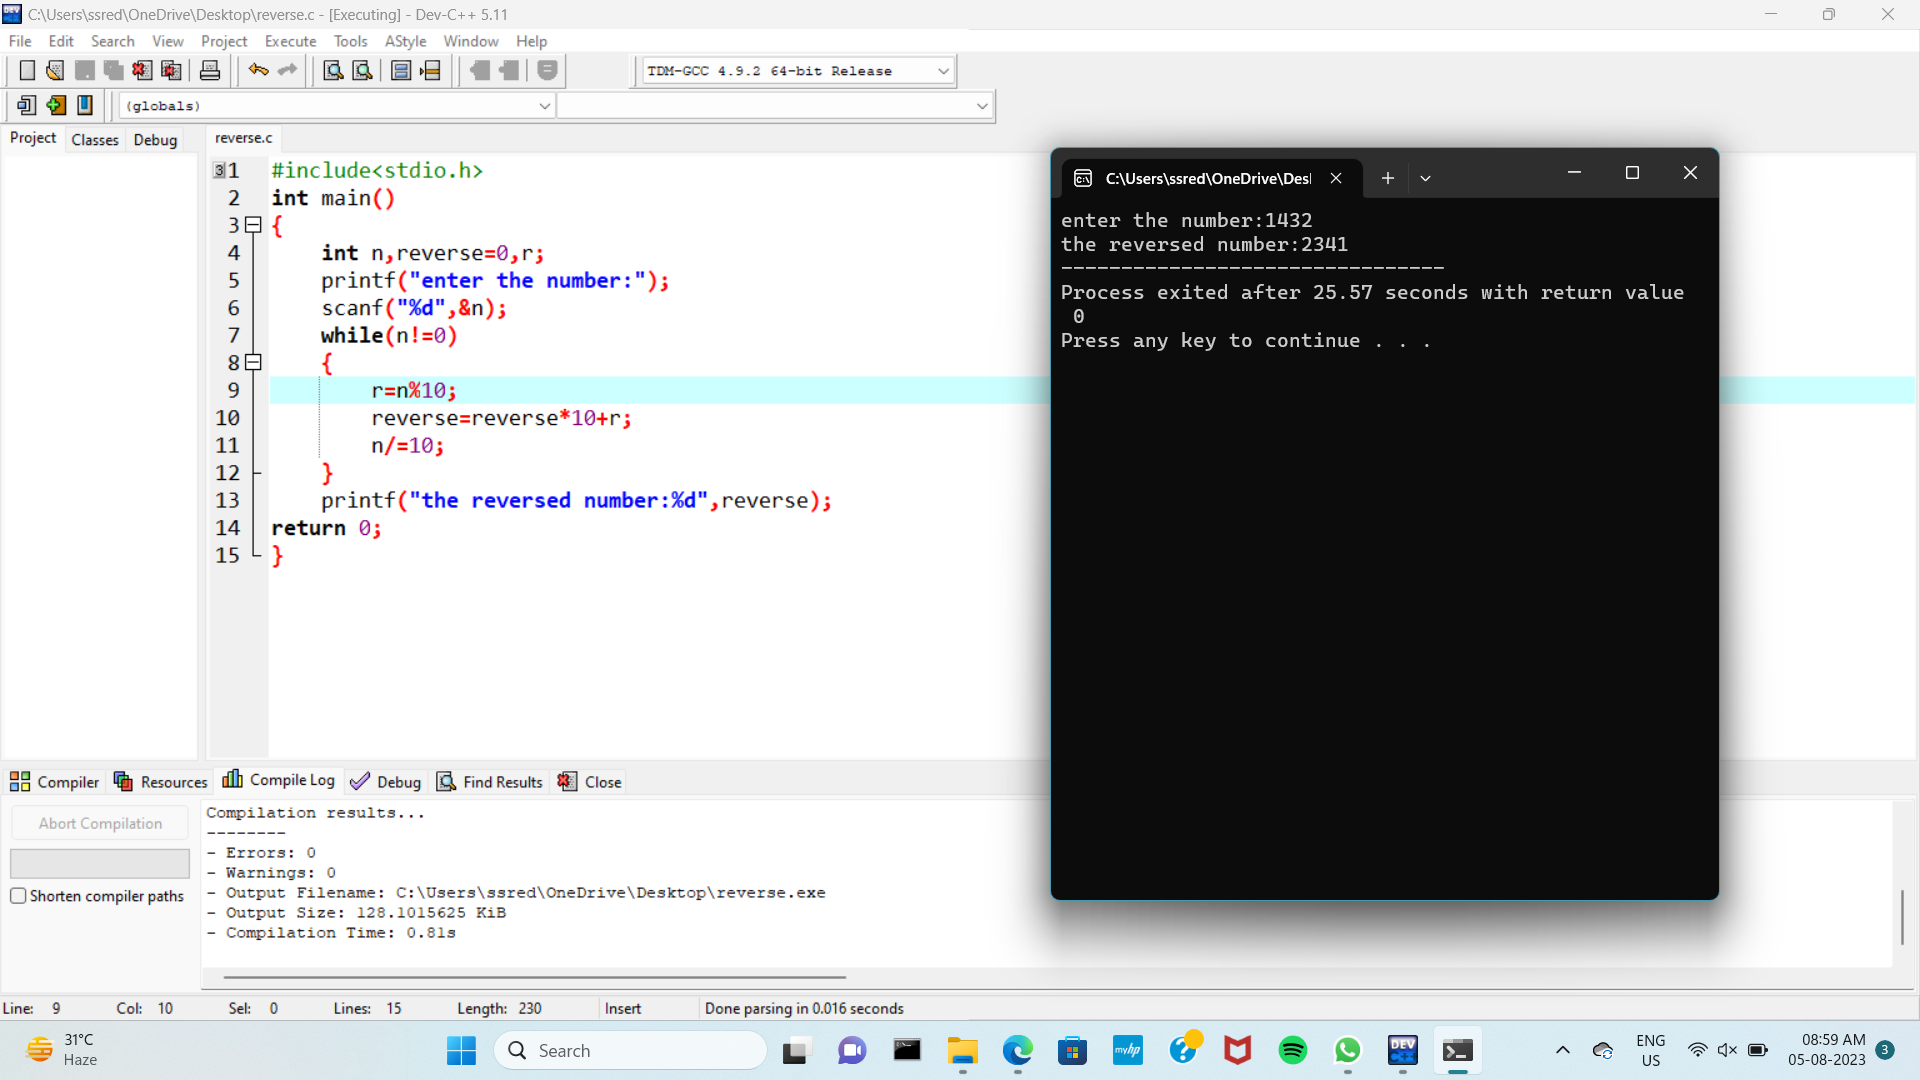 C:\Users\ssred\OneDrive\Desktop\reverse.c - [Executing] - Dev-C++ 5.11
File Edit Search View Project Execute Tools AStyle Window Help
TDM-GCC 4.9.2 64-bit Release
(globals)
Project Classes Debug
reverse.c
1 #include<stdio.h>
2 int main()
3 {
4 int n,reverse=0,r;
5 printf("enter the number:");
6 scanf("%d",&n);
7 while(n!=0)
8 {
9 r=n%10;
10 reverse=reverse*10+r;
11 n/=10;
12 }
13 printf("the reversed number:%d",reverse);
14 return 0;
15 }
C:\Users\ssred\OneDrive\Des
enter the number:1432
the reversed number:2341
--------------------------------
Process exited after 25.57 seconds with return value
0
Press any key to continue . . .
Compiler Resources Compile Log Debug Find Results Close
Abort Compilation
Shorten compiler paths
Compilation results...
--------
- Errors: 0
- Warnings: 0
- Output Filename: C:\Users\ssred\OneDrive\Desktop\reverse.exe
- Output Size: 128.1015625 KiB
- Compilation Time: 0.81s
Line: 9 Col: 10 Sel: 0 Lines: 15 Length: 230 Insert Done parsing in 0.016 seconds
31°C
Haze
Search
myhp
DEV
C++
ENG
US
08:59 AM
05-08-2023
3